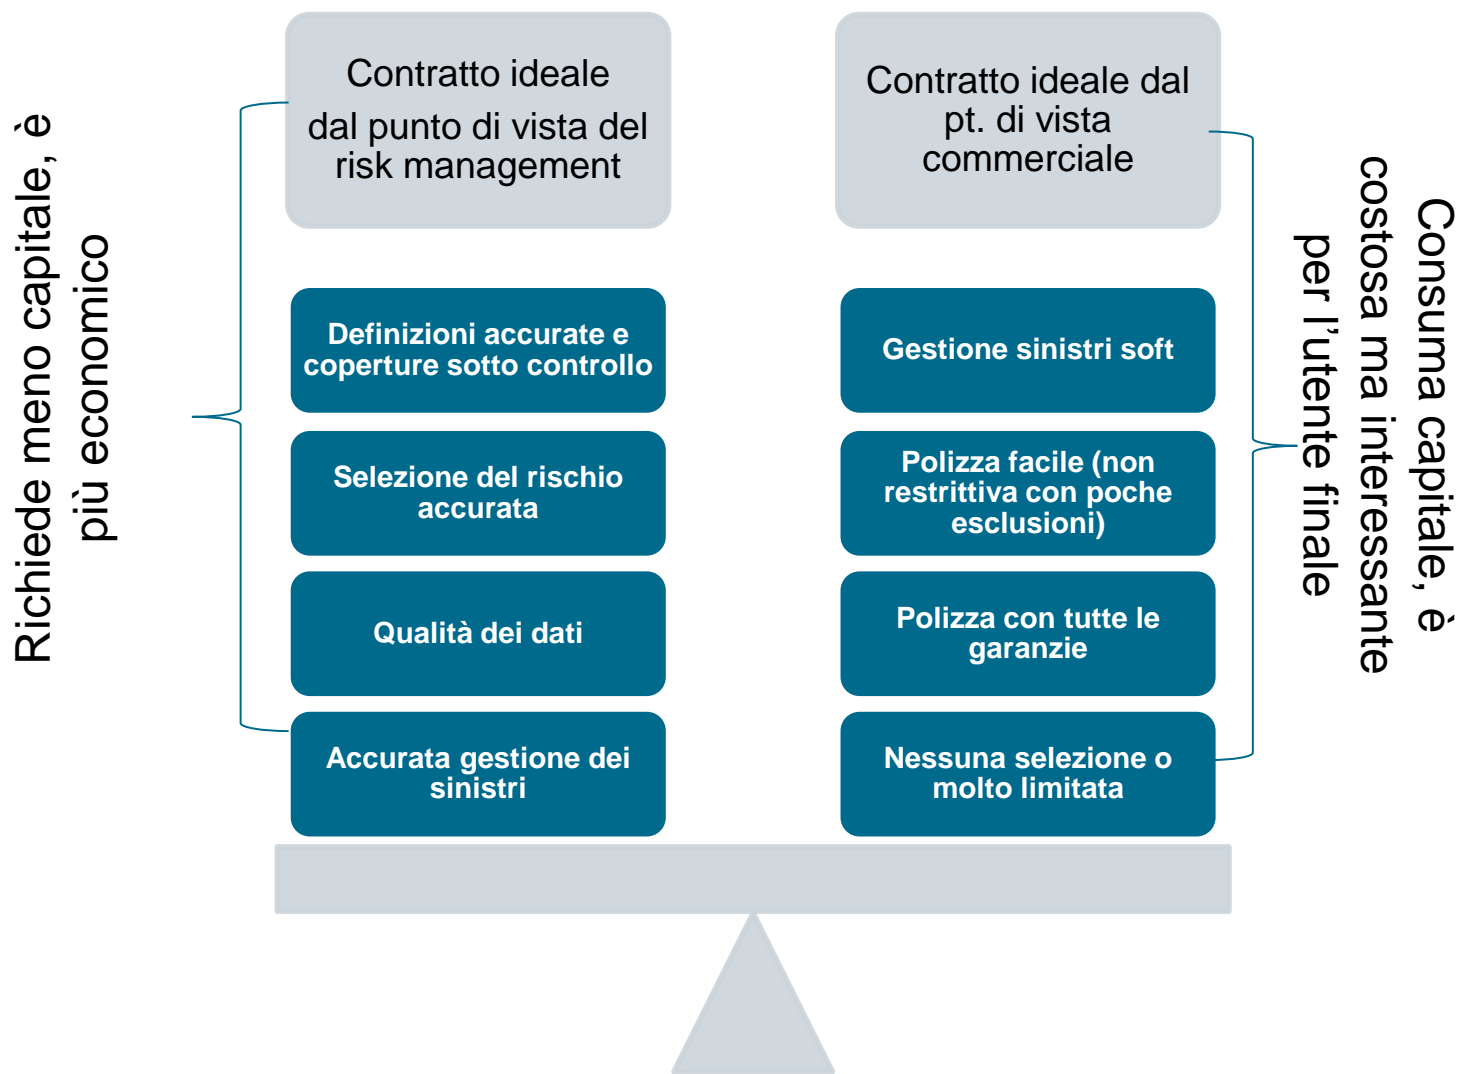 Richiede meno capitale, è
più economico
Contratto ideale
dal punto di vista del
risk management
Definizioni accurate e
coperture sotto controllo
Selezione del rischio
accurata
Qualità dei dati
Accurata gestione dei
sinistri
Contratto ideale dal
pt. di vista
commerciale
Gestione sinistri soft
Polizza facile (non
restrittiva con poche
esclusioni)
Polizza con tutte le
garanzie
Nessuna selezione o
molto limitata
Consuma capitale, è
costosa ma interessante
per l’utente finale